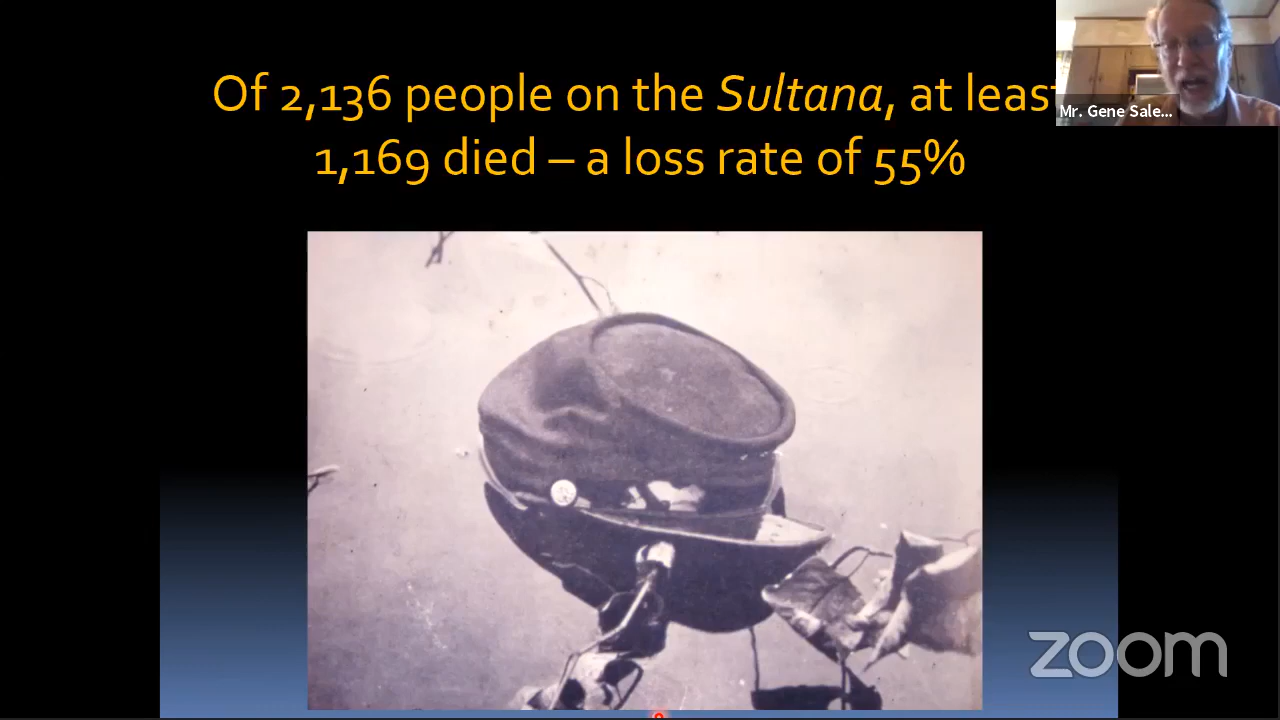 Of 2,136 people on the Sultana, at least
1,169 died – a loss rate of 55%
Mr. Gene Sale...
zoom